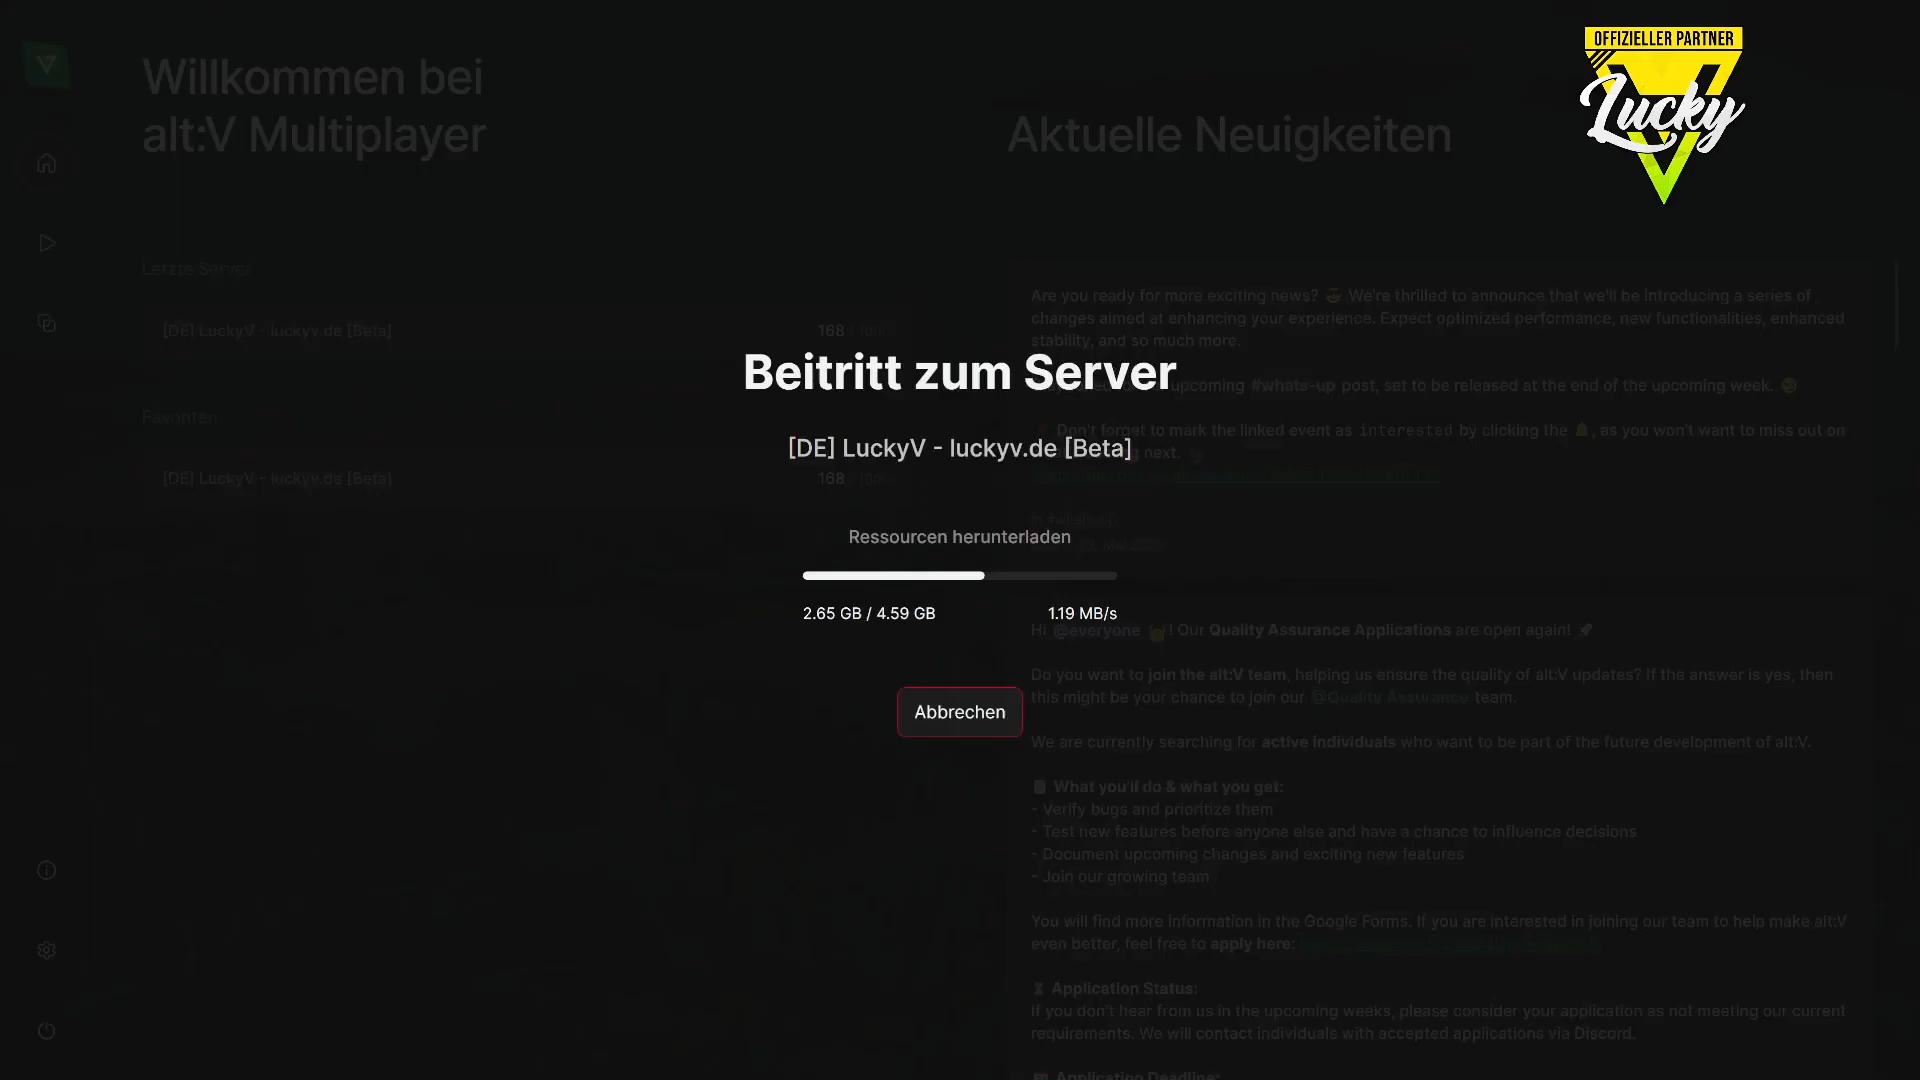 OFFIZIELLER PARTNER
Lucky
V
Willkommen bei
alt:V Multiplayer
Aktuelle Neuigkeiten
Letzte Server
[DE] LuckyV - luckyv.de [Beta]
168
Favoriten
[DE] LuckyV - luckyv.de [Beta]
168
Beitritt zum Server
[DE] LuckyV - luckyv.de [Beta]
Ressourcen herunterladen
2.65 GB / 4.59 GB
1.19 MB/s
Abbrechen
Are you ready for more exciting news? We're thrilled to announce that we'll be introducing a series of
changes aimed at enhancing your experience. Expect optimized performance, new functionalities, enhanced
stability, and so much more.
upcoming #whats-up post, set to be released at the end of the upcoming week.
Don't forget to mark the linked event as interested by clicking the , as you won't want to miss out on
next.
Hi @everyone ! Our Quality Assurance Applications are open again!
Do you want to join the alt:V team, helping us ensure the quality of alt:V updates? If the answer is yes, then
this might be your chance to join our @Quality Assurance team.
We are currently searching for active individuals who want to be part of the future development of alt:V.
What you'll do & what you get:
- Verify bugs and prioritize them
- Test new features before anyone else and have a chance to influence decisions
- Document upcoming changes and exciting new features
- Join our growing team
You will find more information in the Google Forms. If you are interested in joining our team to help make alt:V
even better, feel free to apply here:
Application Status:
If you don't hear from us in the upcoming weeks, please consider your application as not meeting our current
requirements. We will contact individuals with accepted applications via Discord.
Application Deadline: